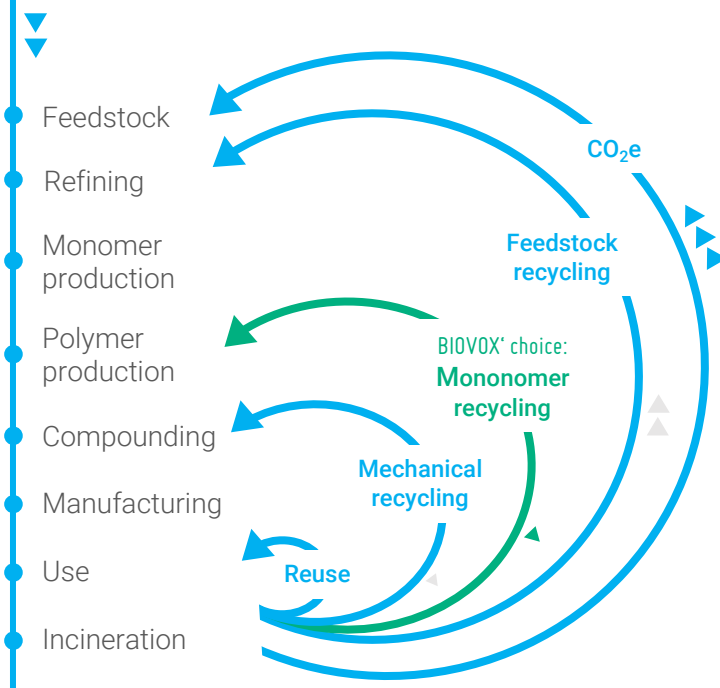 Feedstock
Refining
Monomer
production
Polymer
production
Compounding
Manufacturing
Use
Incineration
CO₂e
Feedstock
recycling
BIOVOX‘ choice:
Mononomer
recycling
Mechanical
recycling
Reuse